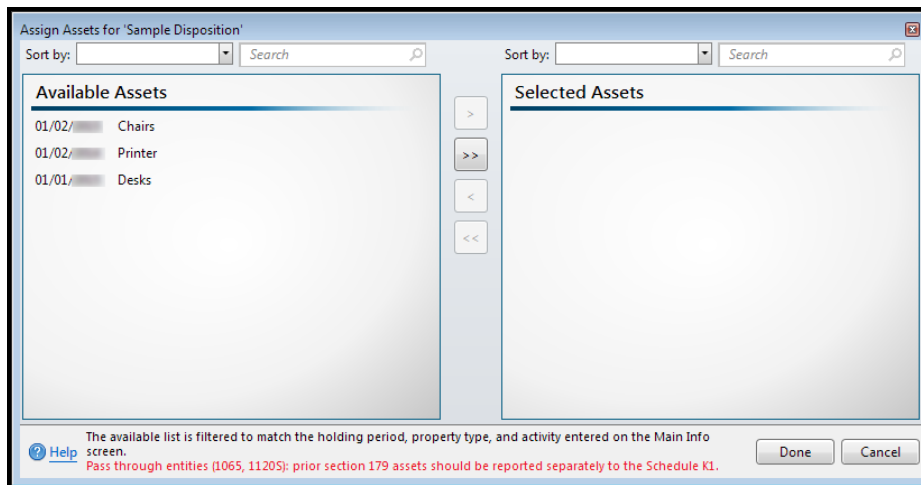 Assign Assets for 'Sample Disposition'
Sort by: Search Sort by: Search
Available Assets Selected Assets
01/02/ Chairs
01/02/ Printer
01/01/ Desks
>
>>
<
<<
The available list is filtered to match the holding period, property type, and activity entered on the Main Info
Help screen. Done Cancel
Pass through entities (1065, 1120S): prior section 179 assets should be reported separately to the Schedule K1.